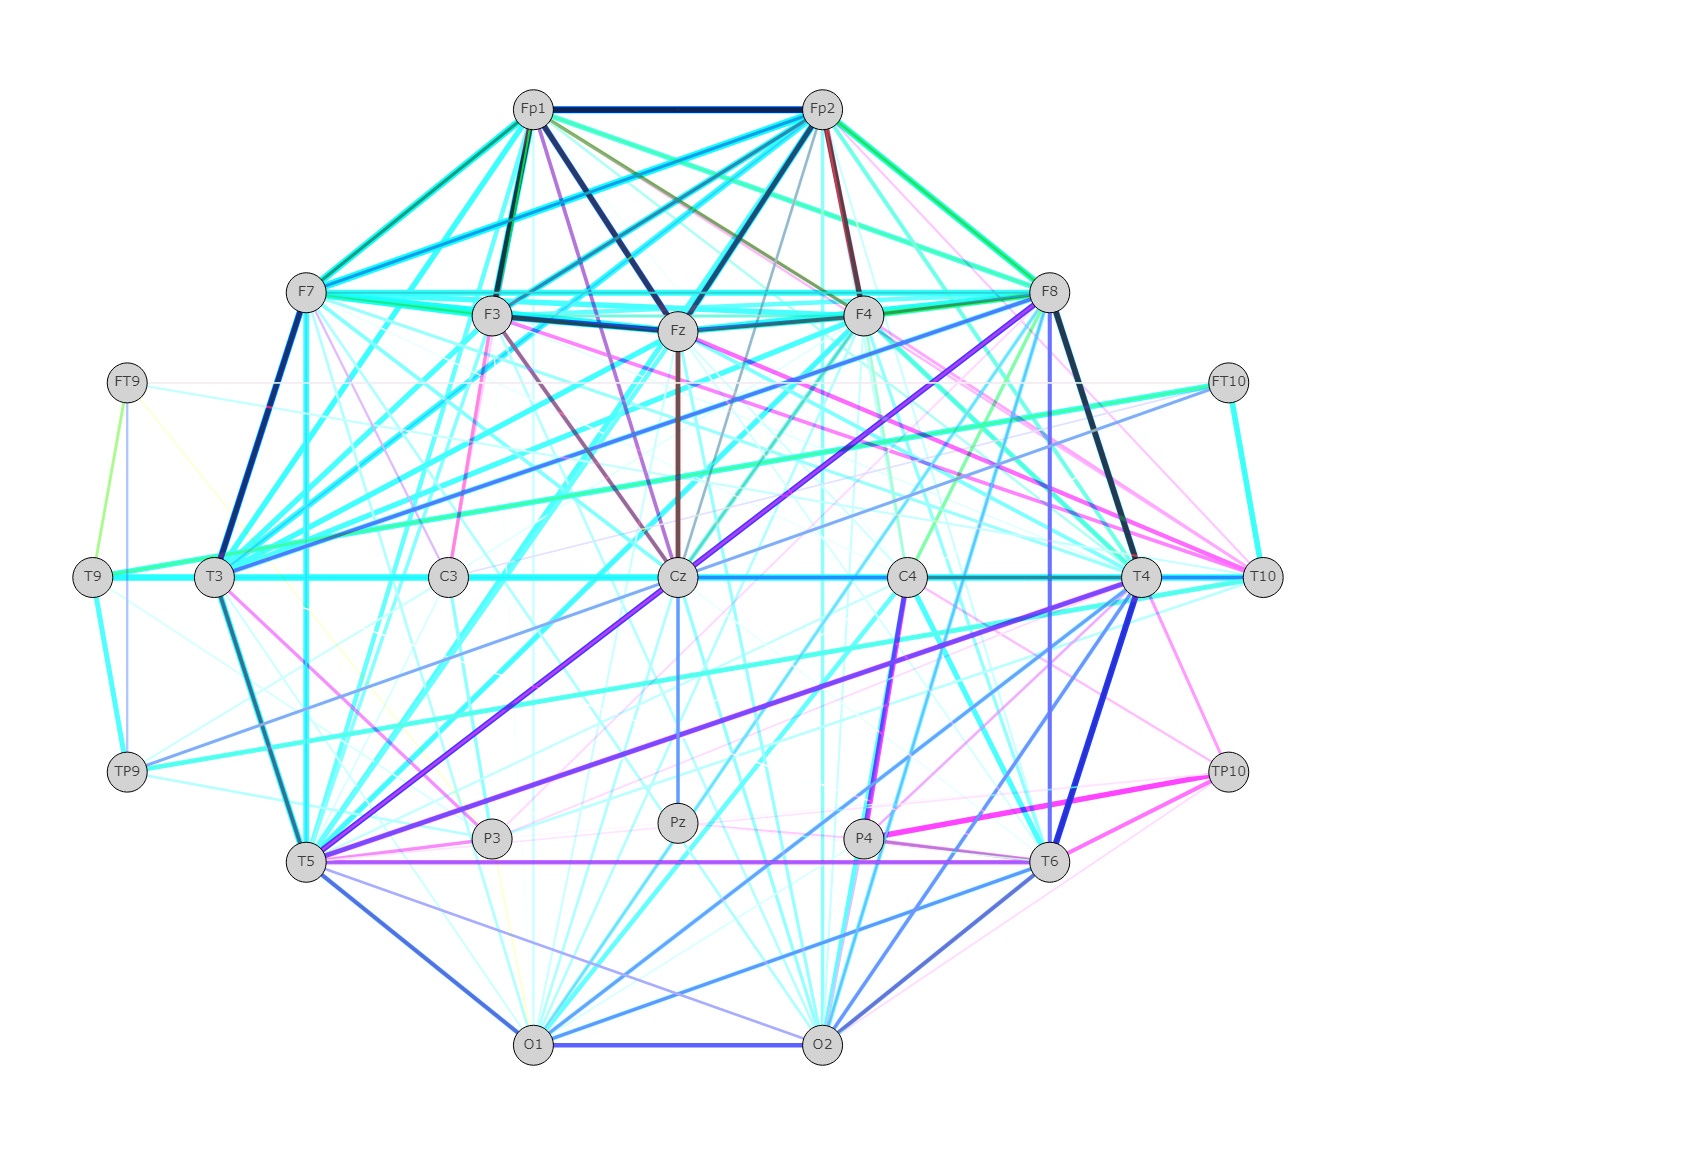 Fp1 Fp2
F7 F8
F3 Fz F4
FT9 FT10
T9 T3 C3 Cz C4 T4 T10
TP9 TP10
Pz
P3 P4
T5 T6
O1 O2